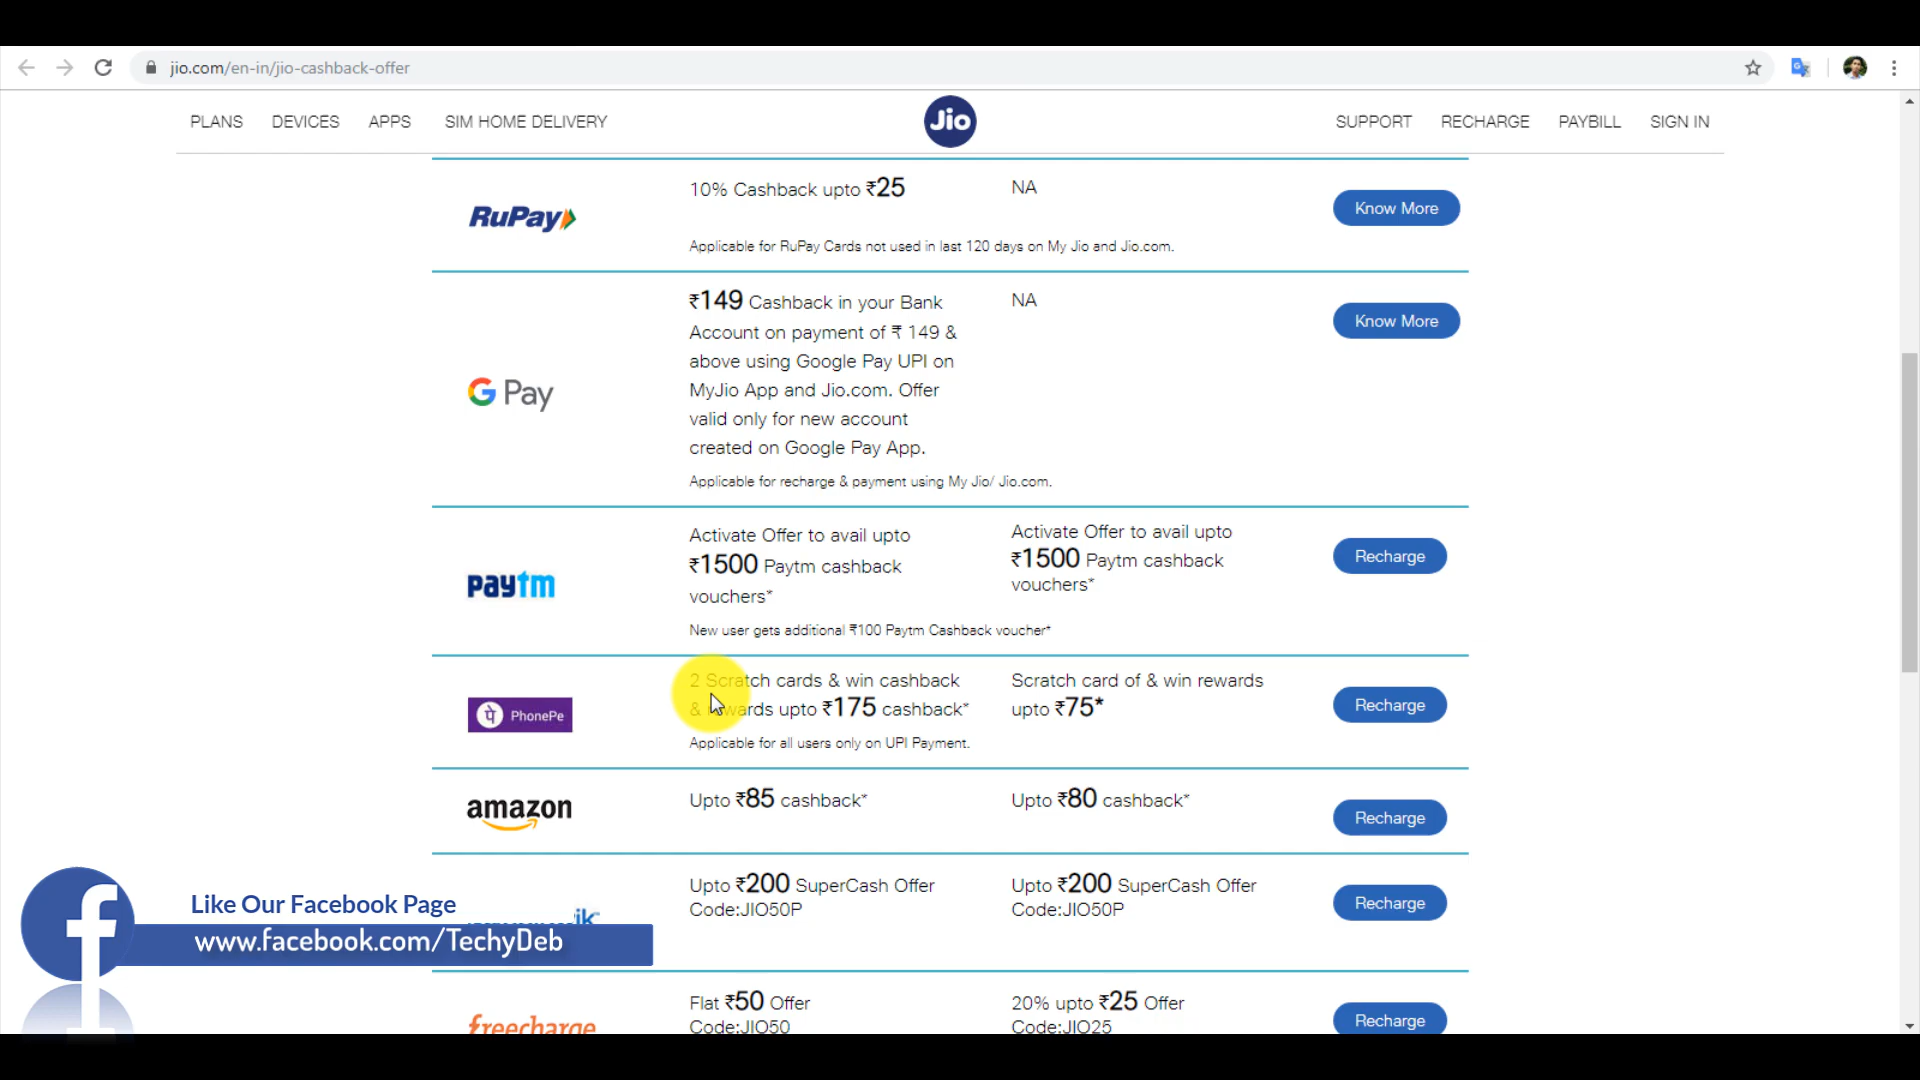 jio.com/en-in/jio-cashback-offer
PLANS DEVICES APPS SIM HOME DELIVERY Jio SUPPORT RECHARGE PAYBILL SIGN IN
RuPay
10% Cashback upto ₹25
NA
Know More
Applicable for RuPay Cards not used in last 120 days on My Jio and Jio.com.
G Pay
₹149 Cashback in your Bank
Account on payment of ₹ 149 &
above using Google Pay UPI on
MyJio App and Jio.com. Offer
valid only for new account
created on Google Pay App.
NA
Know More
Applicable for recharge & payment using My Jio/ Jio.com.
paytm
Activate Offer to avail upto
₹1500 Paytm cashback
vouchers*
Activate Offer to avail upto
₹1500 Paytm cashback
vouchers*
Recharge
New user gets additional ₹100 Paytm Cashback voucher*
पे PhonePe
2 Scratch cards & win cashback
& rewards upto ₹175 cashback*
Scratch card of & win rewards
upto ₹75*
Recharge
Applicable for all users only on UPI Payment.
amazon
Upto ₹85 cashback*
Upto ₹80 cashback*
Recharge
ik
Upto ₹200 SuperCash Offer
Code:JIO50P
Upto ₹200 SuperCash Offer
Code:JIO50P
Recharge
freecharge
Flat ₹50 Offer
Code:JIO50
20% upto ₹25 Offer
Code:JIO25
Recharge
f
Like Our Facebook Page
www.facebook.com/TechyDeb